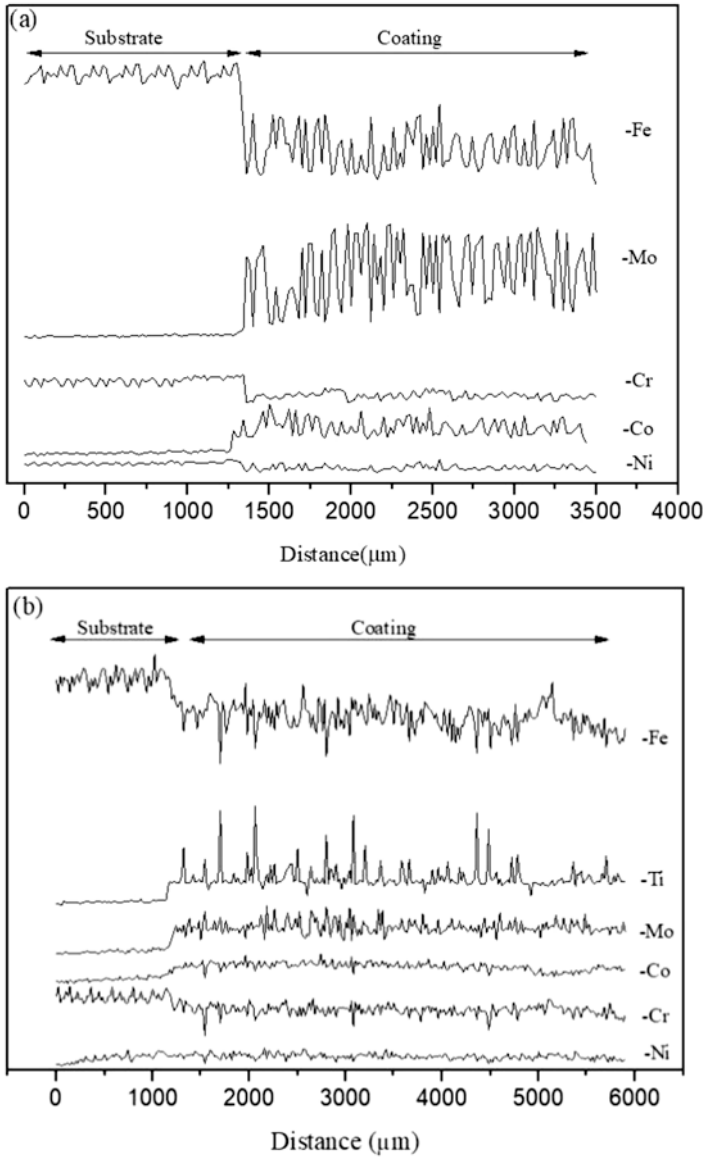 (a)
Substrate Coating
-Fe
-Mo
-Cr
-Co
-Ni
0 500 1000 1500 2000 2500 3000 3500 4000
Distance(μm)
(b)
Substrate Coating
-Fe
-Ti
-Mo
-Co
-Cr
-Ni
0 1000 2000 3000 4000 5000 6000
Distance (μm)